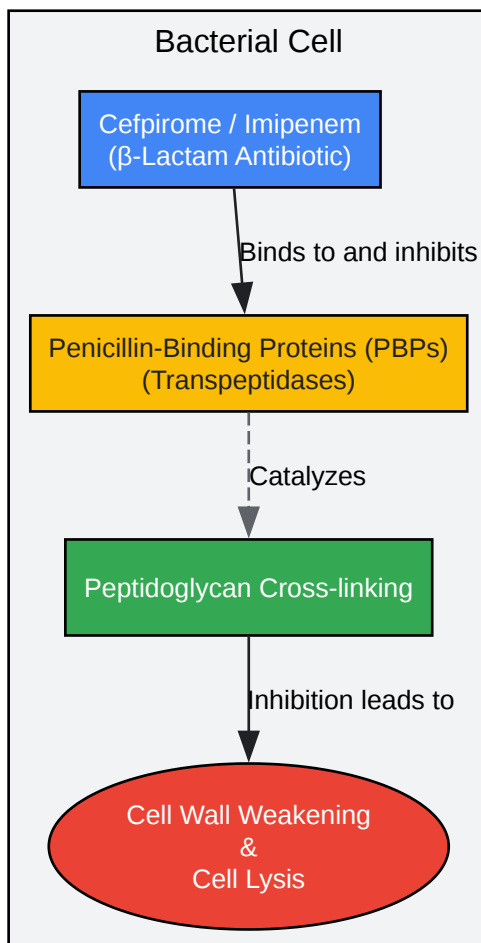 Bacterial Cell
Cefpirome / Imipenem
(β-Lactam Antibiotic)
Binds to and inhibits
Penicillin-Binding Proteins (PBPs)
(Transpeptidases)
Catalyzes
Peptidoglycan Cross-linking
Inhibition leads to
Cell Wall Weakening
&
Cell Lysis